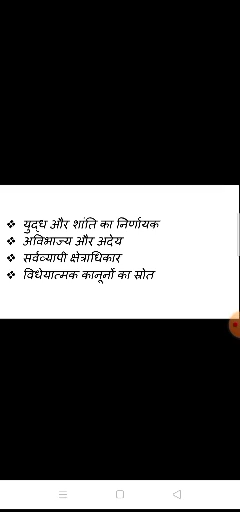 ❖ युद्ध और शांति का निर्णायक
❖ अविभाज्य और अदेय
❖ सर्वव्यापी क्षेत्राधिकार
❖ विधेयात्मक कानूनों का स्रोत